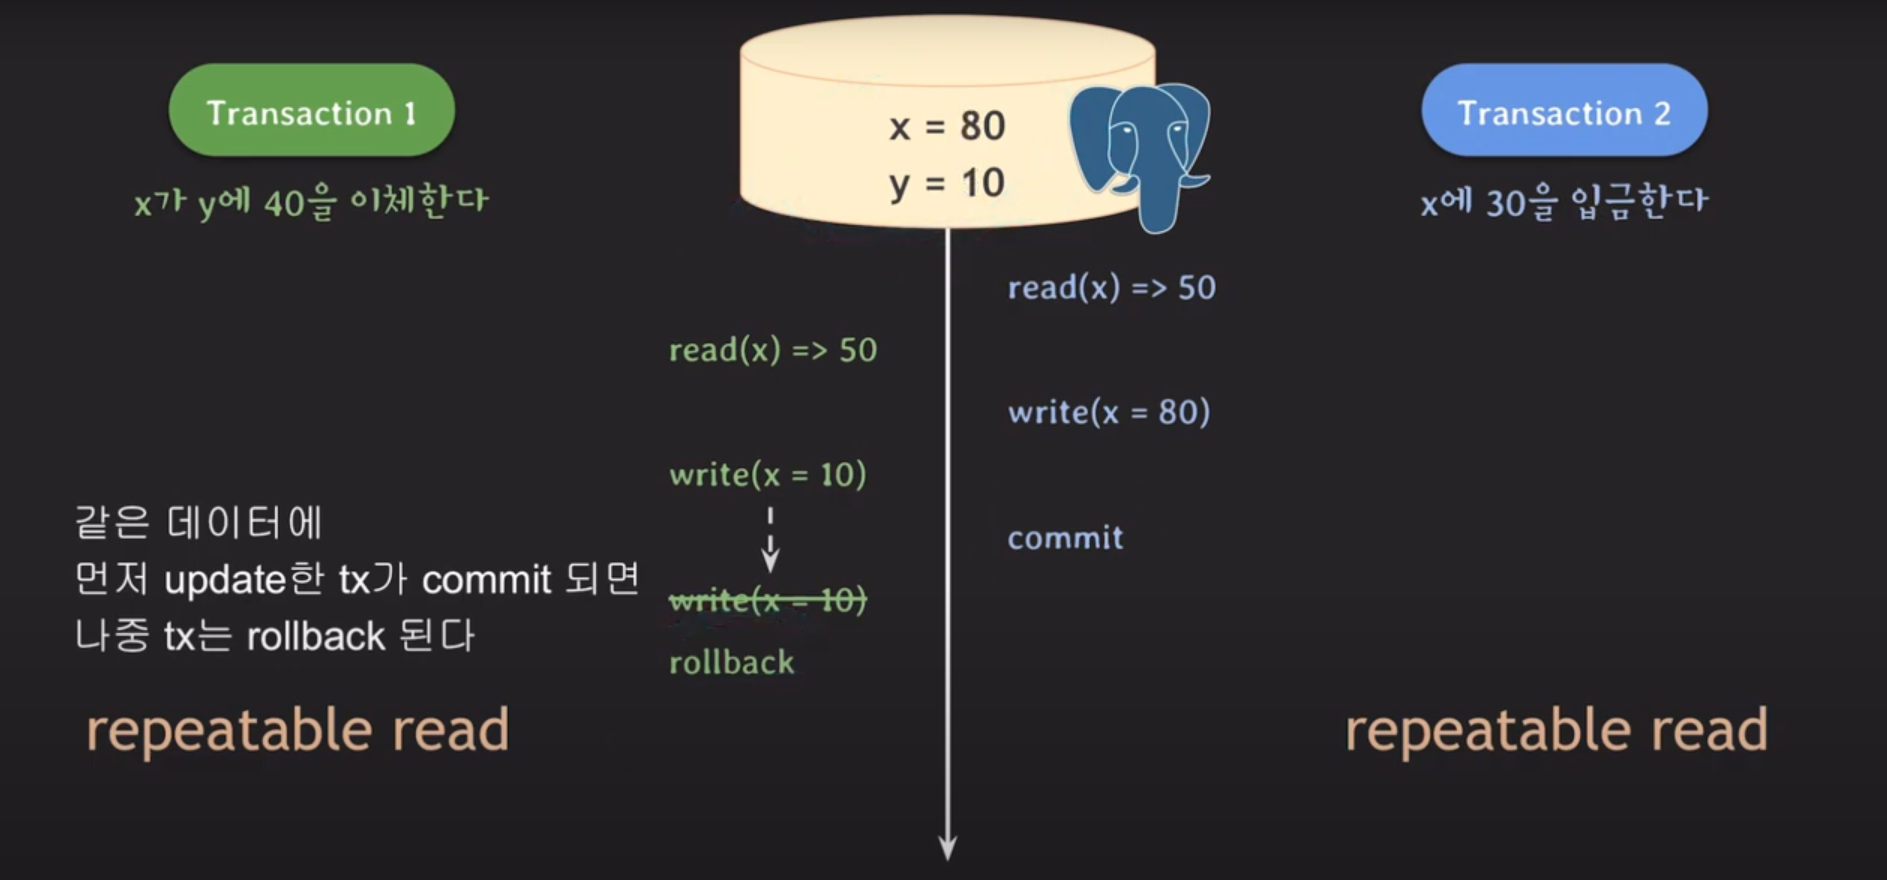 Transaction 1
x가 y에 40을 이체한다
x = 80
y = 10
Transaction 2
x에 30을 입금한다
read(x) => 50
read(x) => 50
write(x = 80)
write(x = 10)
commit
write(x = 10)
rollback
같은 데이터에
먼저 update한 tx가 commit 되면
나중 tx는 rollback 된다
repeatable read
repeatable read